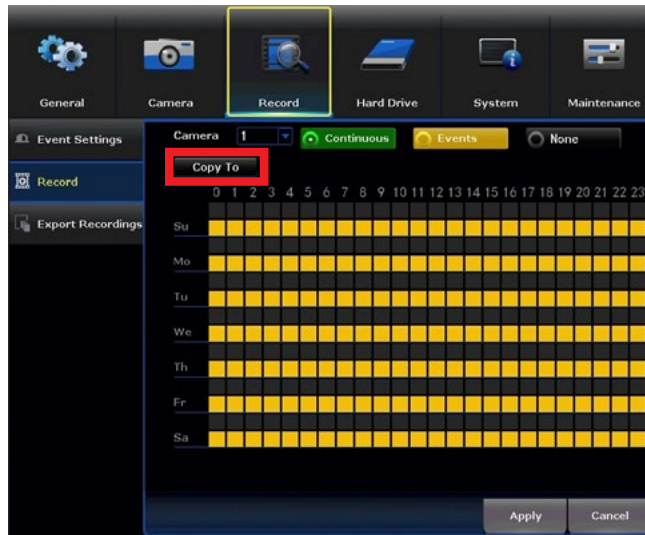 General Camera Record Hard Drive System Maintenance
Event Settings
Record
Export Recordings
Camera 1 Continuous Events None
Copy To
0 1 2 3 4 5 6 7 8 9 10 11 12 13 14 15 16 17 18 19 20 21 22 23
Su
Mo
Tu
We
Th
Fr
Sa
Apply Cancel